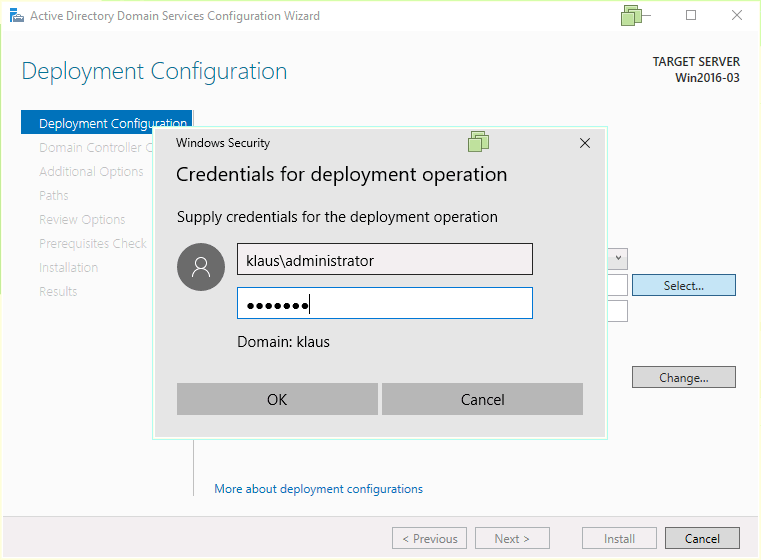 Active Directory Domain Services Configuration Wizard
Deployment Configuration
TARGET SERVER
Win2016-03
Deployment Configuration
Domain Controller
Additional Options
Paths
Review Options
Prerequisites Check
Installation
Results
Windows Security
Credentials for deployment operation
Supply credentials for the deployment operation
klaus\administrator
●●●●●●●
Domain: klaus
OK
Cancel
Select...
Change...
More about deployment configurations
< Previous
Next >
Install
Cancel